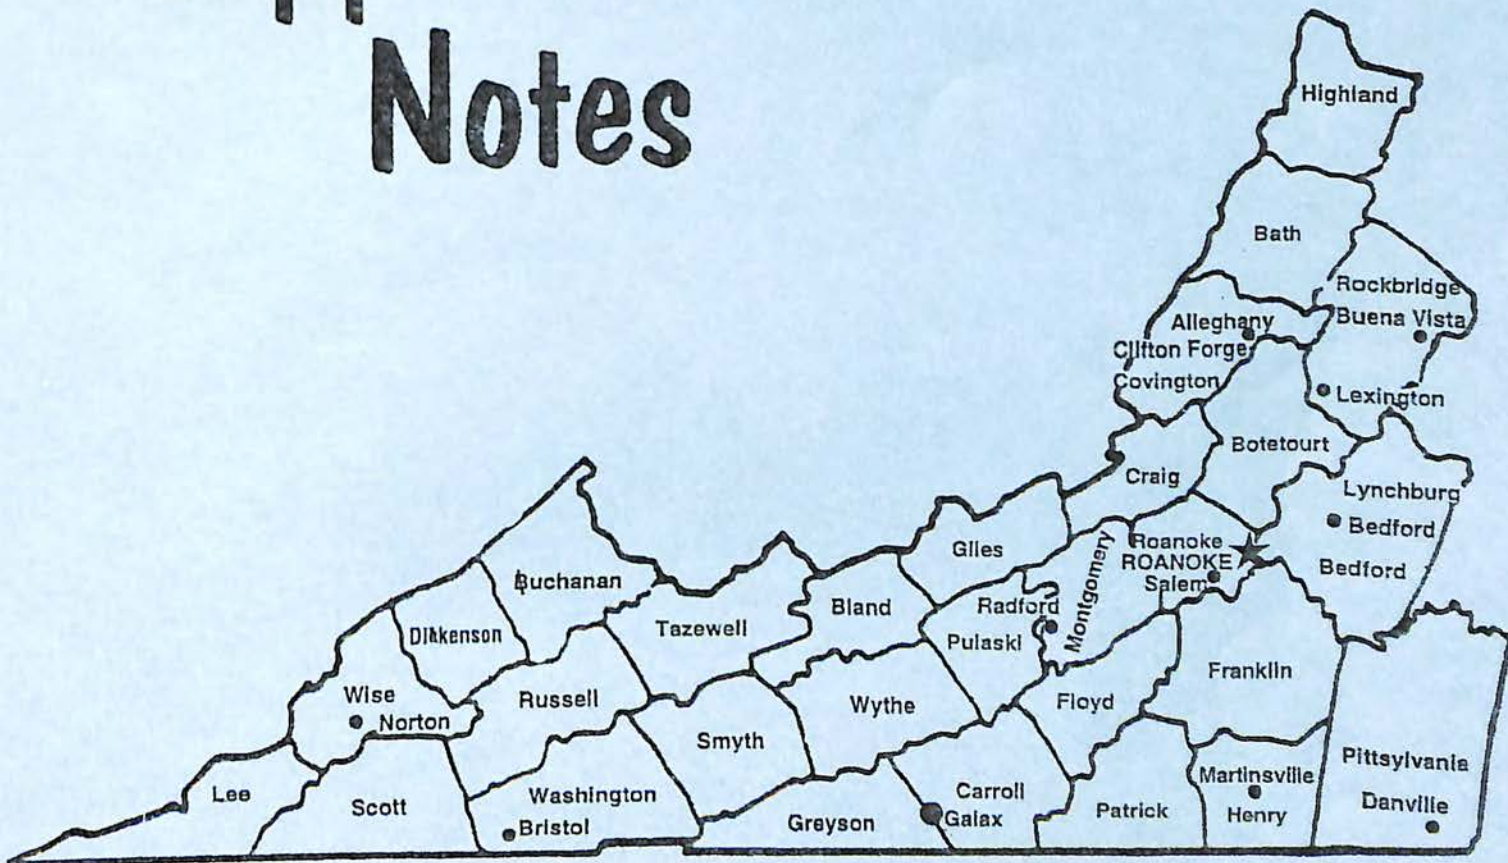 Notes
Highland
Bath
Rockbridge
Alleghany
Buena Vista
Clifton Forge
Covington
Lexington
Botetourt
Craig
Lynchburg
Bedford
Giles
Roanoke
ROANOKE
Salem
Bedford
Montgomery
Buchanan
Bland
Radford
Dikkenson
Tazewell
Pulaski
Franklin
Wise
Norton
Russell
Wythe
Floyd
Smyth
Pittsylvania
Martinsville
Lee
Scott
Washington
Carroll
Patrick
Danville
Bristol
Greyson
Galax
Henry